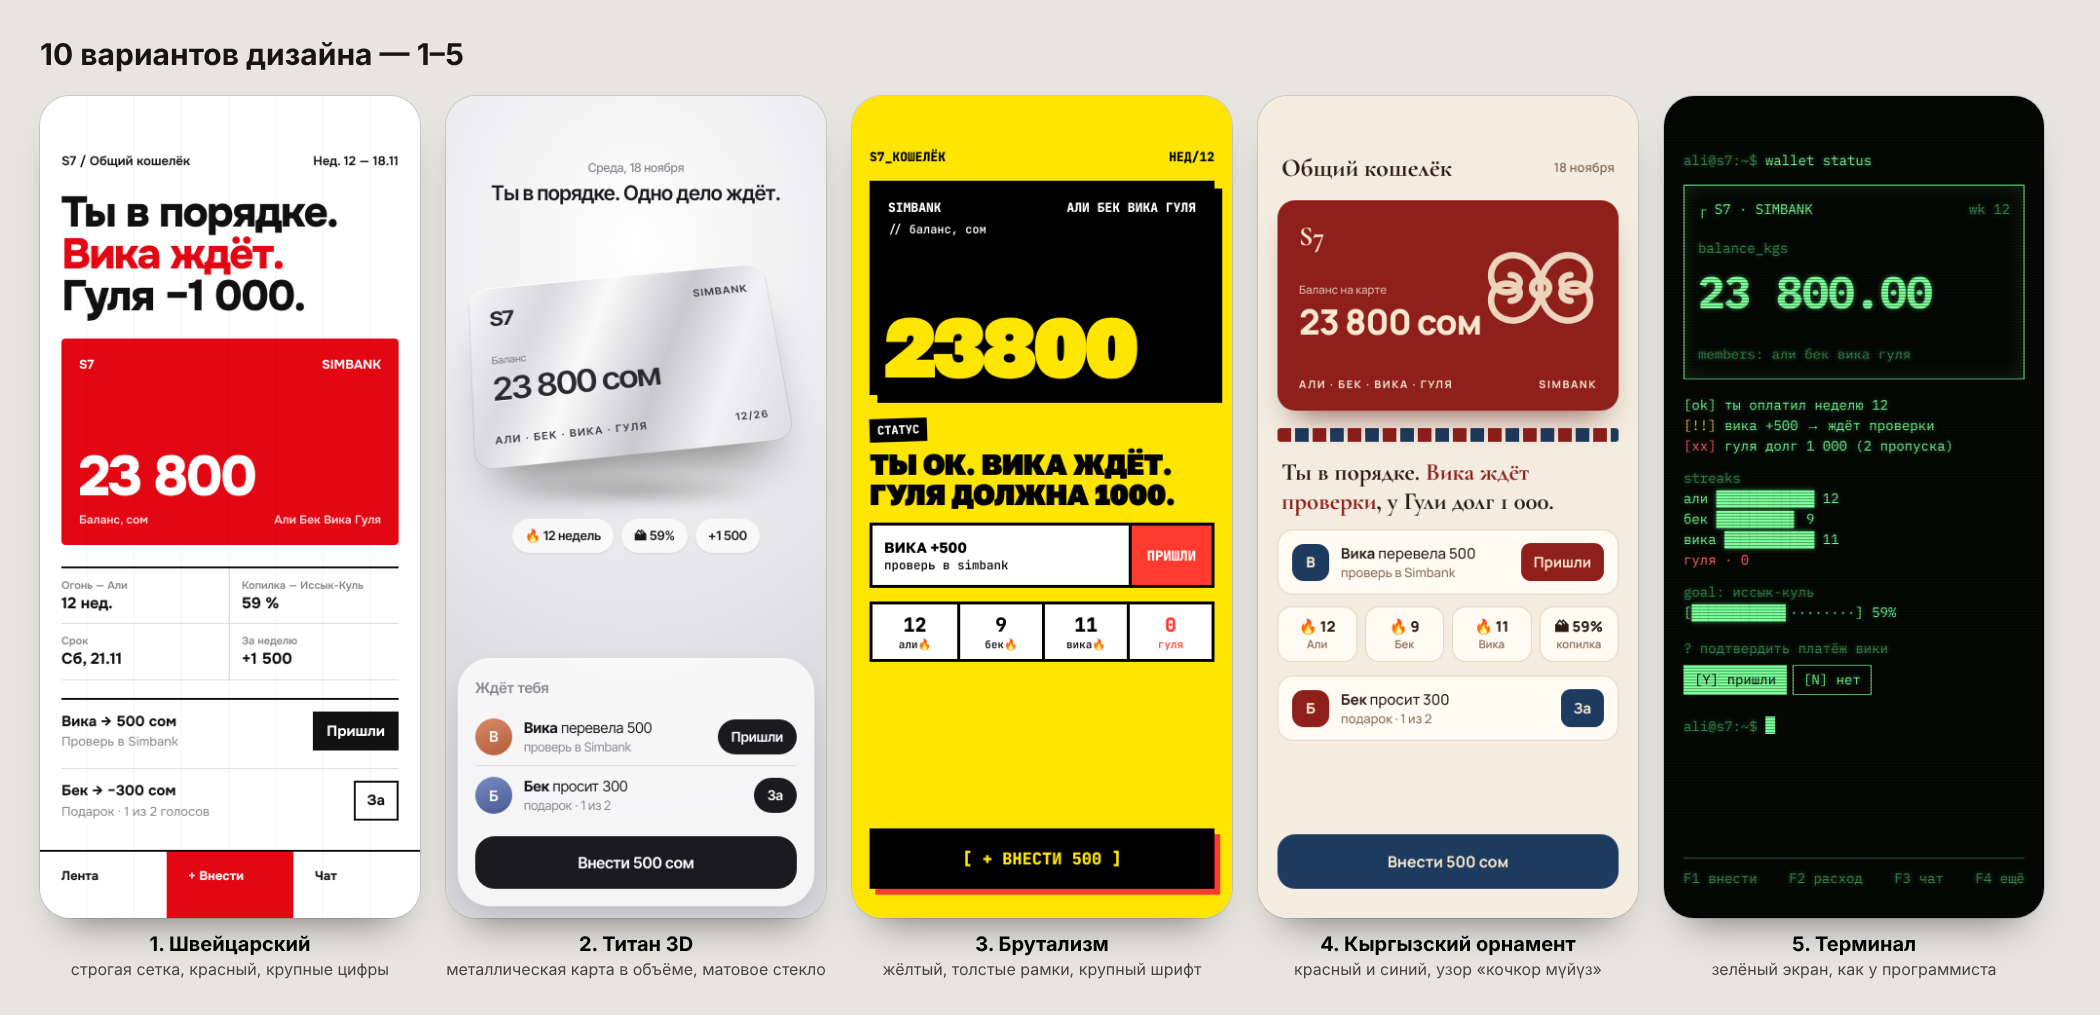 10 вариантов дизайна — 1–5
S7 / Общий кошелёк
Нед. 12 — 18.11
Ты в порядке.
Вика ждёт.
Гуля −1 000.
S7
SIMBANK
23 800
Баланс, сом
Али Бек Вика Гуля
Огонь — Али
12 нед.
Копилка — Иссык-Куль
59 %
Срок
Сб, 21.11
За неделю
+1 500
Вика → 500 сом
Проверь в Simbank
Пришли
Бек → −300 сом
Подарок · 1 из 2 голосов
За
Лента
+ Внести
Чат
1. Швейцарский
строгая сетка, красный, крупные цифры
Среда, 18 ноября
Ты в порядке. Одно дело ждёт.
S7
SIMBANK
Баланс
23 800 сом
АЛИ · БЕК · ВИКА · ГУЛЯ
12/26
🔥 12 недель
🏔 59%
+1 500
Ждёт тебя
В
Вика перевела 500
проверь в Simbank
Пришли
Б
Бек просит 300
подарок · 1 из 2
За
Внести 500 сом
2. Титан 3D
металлическая карта в объёме, матовое стекло
S7_КОШЕЛЁК
НЕД/12
SIMBANK
АЛИ БЕК ВИКА ГУЛЯ
// баланс, сом
23800
СТАТУС
ТЫ ОК. ВИКА ЖДЁТ.
ГУЛЯ ДОЛЖНА 1000.
ВИКА +500
проверь в simbank
ПРИШЛИ
12
али🔥
9
бек🔥
11
вика🔥
0
гуля
[ + ВНЕСТИ 500 ]
3. Брутализм
жёлтый, толстые рамки, крупный шрифт
Общий кошелёк
18 ноября
S7
Баланс на карте
23 800 сом
АЛИ · БЕК · ВИКА · ГУЛЯ
SIMBANK
Ты в порядке. Вика ждёт
проверки, у Гули долг 1 000.
В
Вика перевела 500
проверь в Simbank
Пришли
🔥 12
Али
🔥 9
Бек
🔥 11
Вика
🏔 59%
копилка
Б
Бек просит 300
подарок · 1 из 2
За
Внести 500 сом
4. Кыргызский орнамент
красный и синий, узор «кочкор мүйүз»
ali@s7:~$ wallet status
┌ S7 · SIMBANK
wk 12
balance_kgs
23 800.00
members: али бек вика гуля
[ok] ты оплатил неделю 12
[!!] вика +500 → ждёт проверки
[xx] гуля долг 1 000 (2 пропуска)
streaks
али ▓▓▓▓▓▓▓▓▓▓▓▓ 12
бек ▓▓▓▓▓▓▓▓▓ 9
вика ▓▓▓▓▓▓▓▓▓▓▓ 11
гуля · 0
goal: иссык-куль
[▓▓▓▓▓▓▓▓▓▓▓▓········] 59%
? подтвердить платёж вики
[Y] пришли
[N] нет
ali@s7:~$
F1 внести
F2 расход
F3 чат
F4 ещё
5. Терминал
зелёный экран, как у программиста